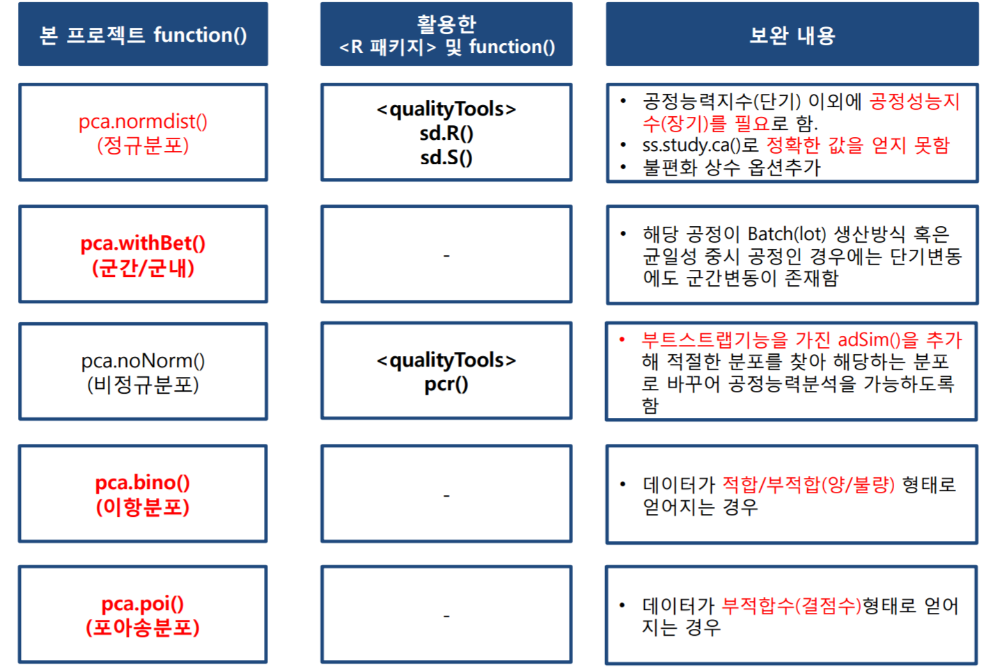 본 프로젝트 function()
활용한
<R 패키지> 및 function()
보완 내용
pca.normdist()
(정규분포)
<qualityTools>
sd.R()
sd.S()
• 공정능력지수(단기) 이외에 공정성능지
수(장기)를 필요로 함.
• ss.study.ca()로 정확한 값을 얻지 못함
• 불편화 상수 옵션추가
pca.withBet()
(군간/군내)
-
• 해당 공정이 Batch(lot) 생산방식 혹은
균일성 중시 공정인 경우에는 단기변동
에도 군간변동이 존재함
pca.noNorm()
(비정규분포)
<qualityTools>
pcr()
• 부트스트랩기능을 가진 adSim()을 추가
해 적절한 분포를 찾아 해당하는 분포
로 바꾸어 공정능력분석을 가능하도록
함
pca.bino()
(이항분포)
-
• 데이터가 적합/부적합(양/불량) 형태로
얻어지는 경우
pca.poi()
(포아송분포)
-
• 데이터가 부적합수(결점수)형태로 얻어
지는 경우